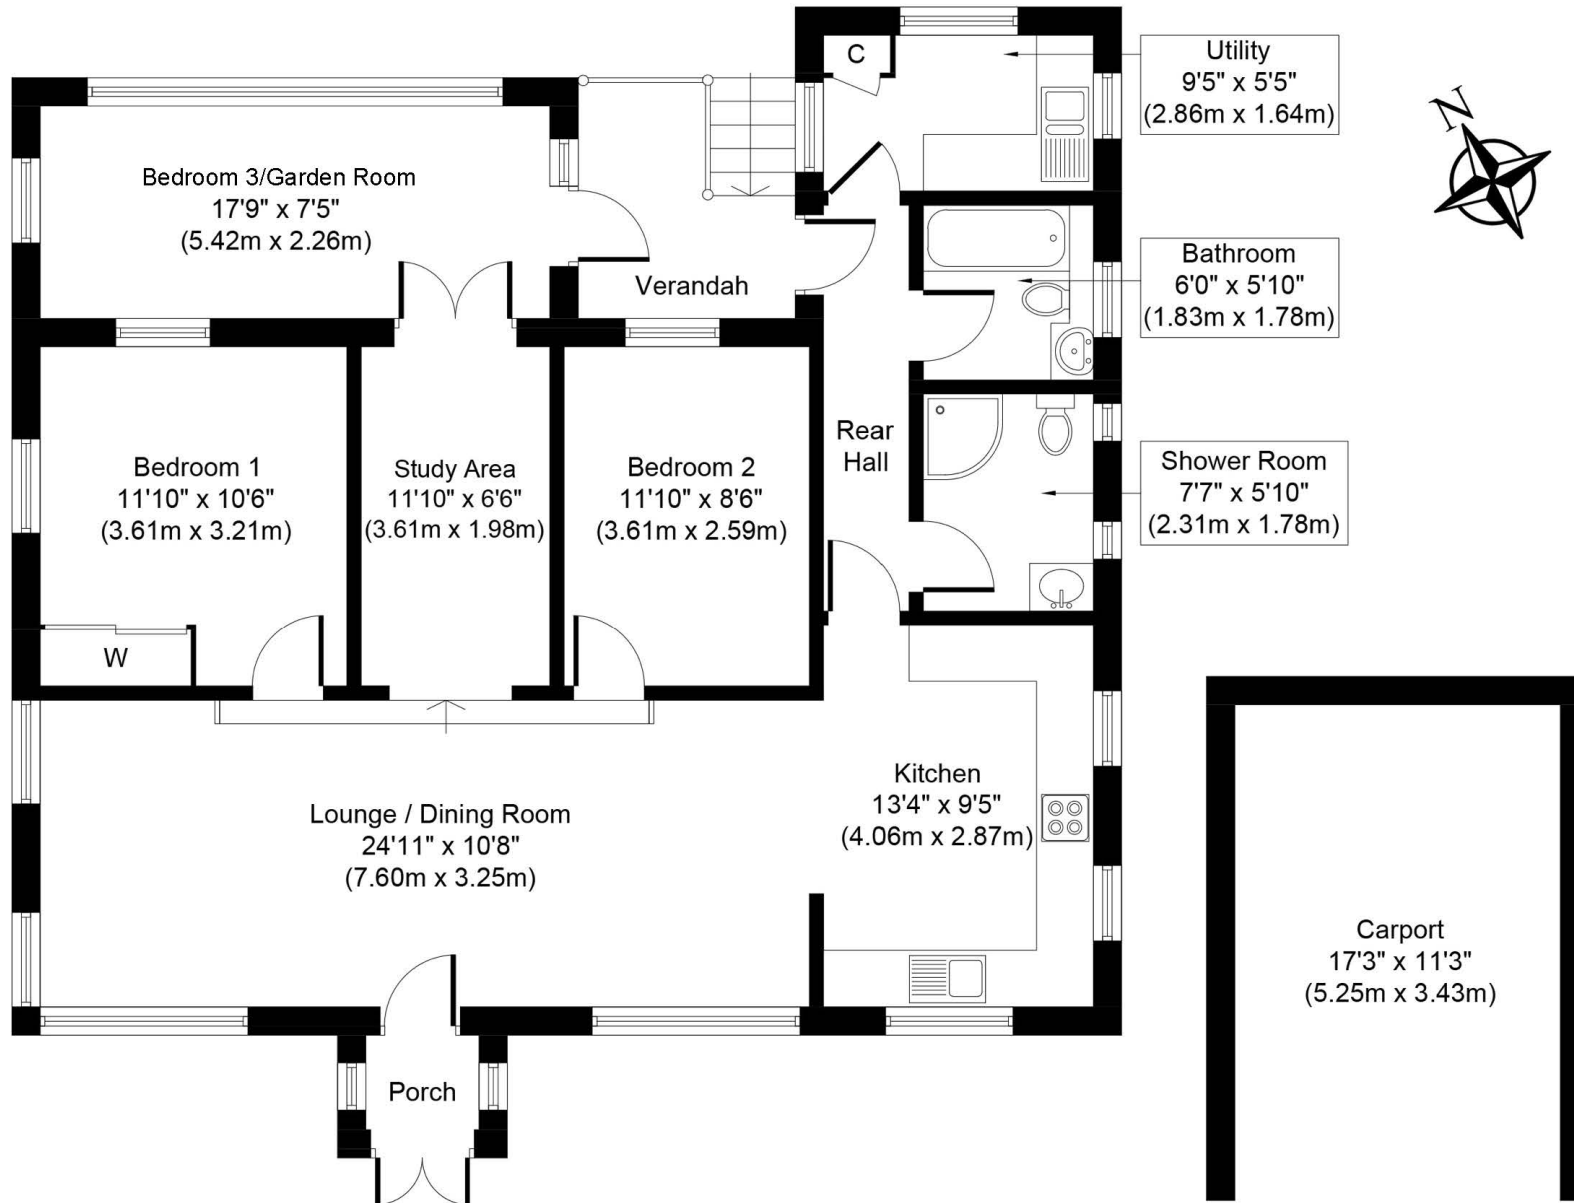 C
Utility
9'5" x 5'5"
(2.86m x 1.64m)
N
Bedroom 3/Garden Room
17'9" x 7'5"
(5.42m x 2.26m)
Verandah
Bathroom
6'0" x 5'10"
(1.83m x 1.78m)
Bedroom 1
11'10" x 10'6"
(3.61m x 3.21m)
Study Area
11'10" x 6'6"
(3.61m x 1.98m)
Bedroom 2
11'10" x 8'6"
(3.61m x 2.59m)
Rear
Hall
Shower Room
7'7" x 5'10"
(2.31m x 1.78m)
W
Lounge / Dining Room
24'11" x 10'8"
(7.60m x 3.25m)
Kitchen
13'4" x 9'5"
(4.06m x 2.87m)
Carport
17'3" x 11'3"
(5.25m x 3.43m)
Porch